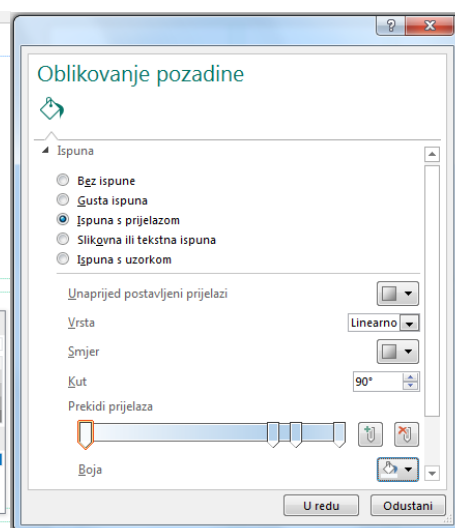 Oblikovanje pozadine
Ispuna
Bez ispune
Gusta ispuna
Ispuna s prijelazom
Slikovna ili tekstna ispuna
Ispuna s uzorkom
Unaprijed postavljeni prijelazi
Vrsta Linearno
Smjer
Kut 90°
Prekidi prijelaza
Boja
U redu Odustani